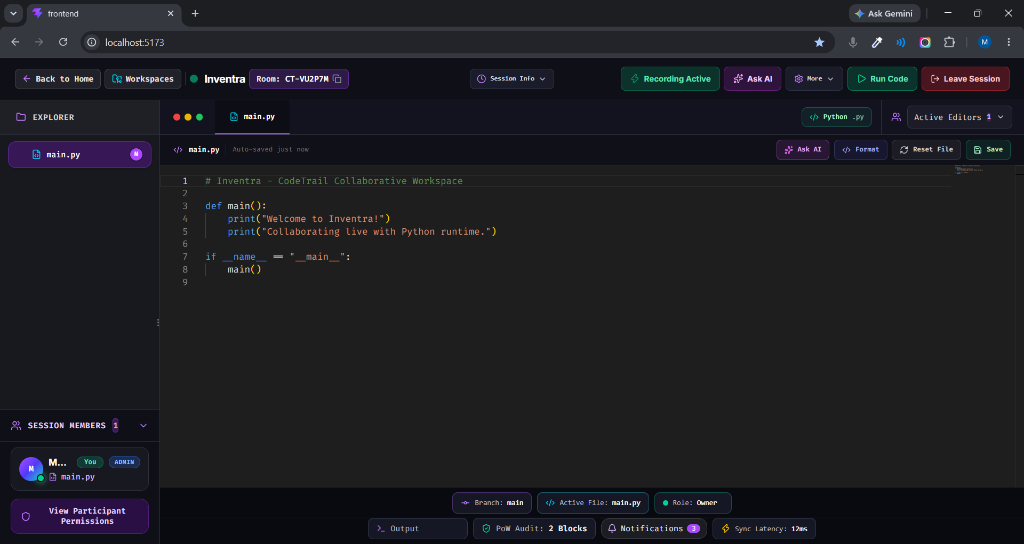 frontend
Ask Gemini
localhost:5173
M
Back to Home
Workspaces
Inventra
Room: CT-VU2P7M
Session Info
Recording Active
Ask AI
More
Run Code
Leave Session
EXPLORER
main.py
Python .py
Active Editors 1
main.py M
main.py
Auto-saved just now
Ask AI
Format
Reset File
Save
1 # Inventra - CodeTrail Collaborative Workspace
2
3 def main():
4 print("Welcome to Inventra!")
5 print("Collaborating live with Python runtime.")
6
7 if __name__ == "__main__":
8 main()
9
SESSION MEMBERS 1
M
M... You ADMIN
main.py
View Participant
Permissions
Branch: main
Active File: main.py
Role: Owner
Output
PoW Audit: 2 Blocks
Notifications 3
Sync Latency: 12ms